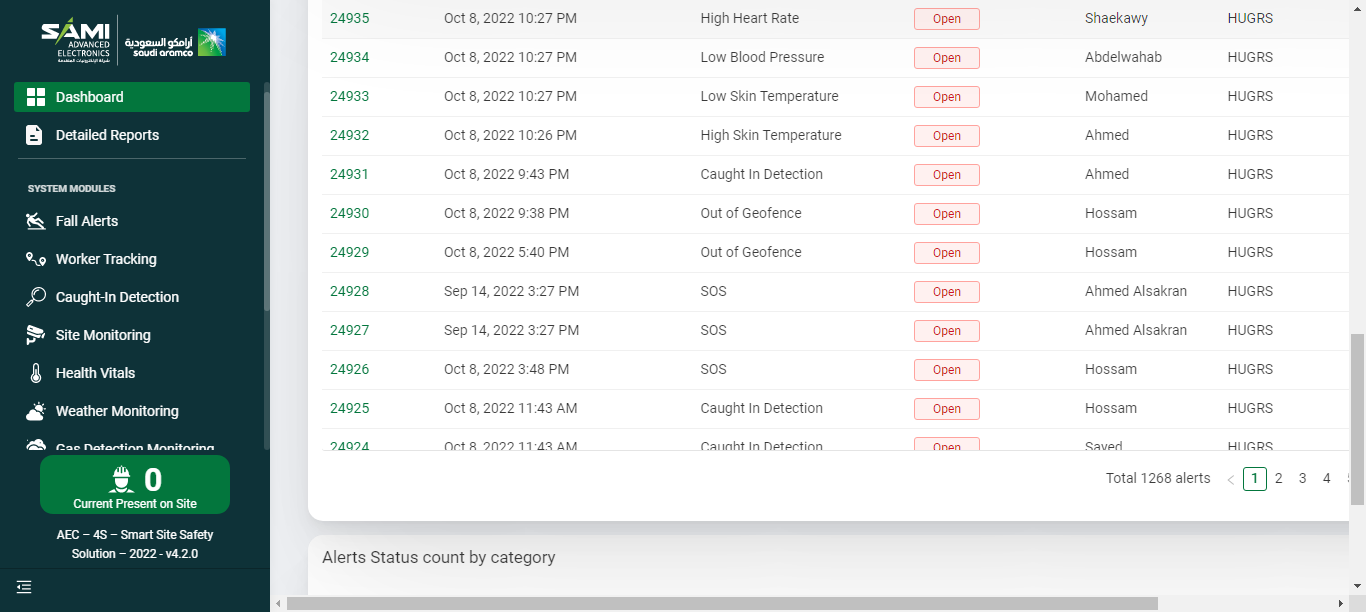 SAMI
ADVANCED
ELECTRONICS
شركة الإلكترونيات المتقدمة
أرامكو السعودية
saudi aramco
Dashboard
Detailed Reports
SYSTEM MODULES
Fall Alerts
Worker Tracking
Caught-In Detection
Site Monitoring
Health Vitals
Weather Monitoring
Gas Detection Monitoring
0
Current Present on Site
AEC – 4S – Smart Site Safety
Solution – 2022 - v4.2.0
24935 Oct 8, 2022 10:27 PM High Heart Rate Open Shaekawy HUGRS
24934 Oct 8, 2022 10:27 PM Low Blood Pressure Open Abdelwahab HUGRS
24933 Oct 8, 2022 10:27 PM Low Skin Temperature Open Mohamed HUGRS
24932 Oct 8, 2022 10:26 PM High Skin Temperature Open Ahmed HUGRS
24931 Oct 8, 2022 9:43 PM Caught In Detection Open Ahmed HUGRS
24930 Oct 8, 2022 9:38 PM Out of Geofence Open Hossam HUGRS
24929 Oct 8, 2022 5:40 PM Out of Geofence Open Hossam HUGRS
24928 Sep 14, 2022 3:27 PM SOS Open Ahmed Alsakran HUGRS
24927 Sep 14, 2022 3:27 PM SOS Open Ahmed Alsakran HUGRS
24926 Oct 8, 2022 3:48 PM SOS Open Hossam HUGRS
24925 Oct 8, 2022 11:43 AM Caught In Detection Open Hossam HUGRS
24924 Oct 8, 2022 11:43 AM Caught In Detection Open Sayed HUGRS
Total 1268 alerts < 1 2 3 4
Alerts Status count by category